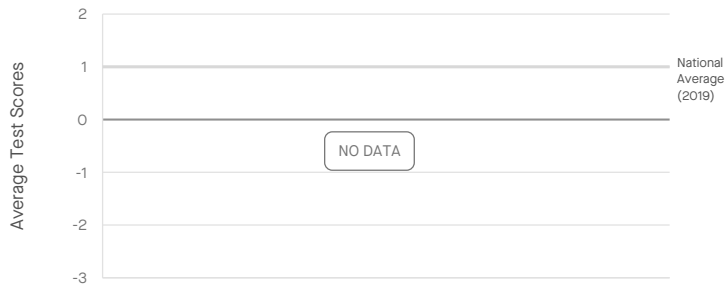 2
1
0
-1
-2
-3
Average Test Scores
National
Average
(2019)
NO DATA